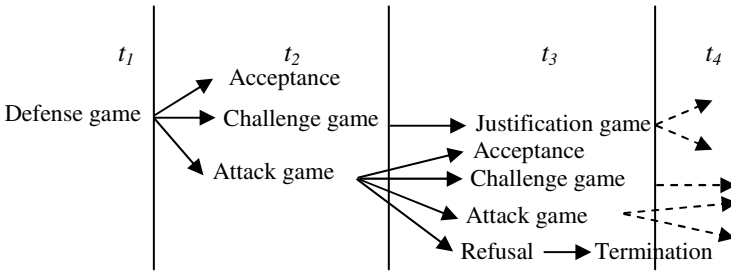 t1 t2 t3 t4
Acceptance
Defense game
Challenge game
Justification game
Acceptance
Attack game
Challenge game
Attack game
Refusal Termination